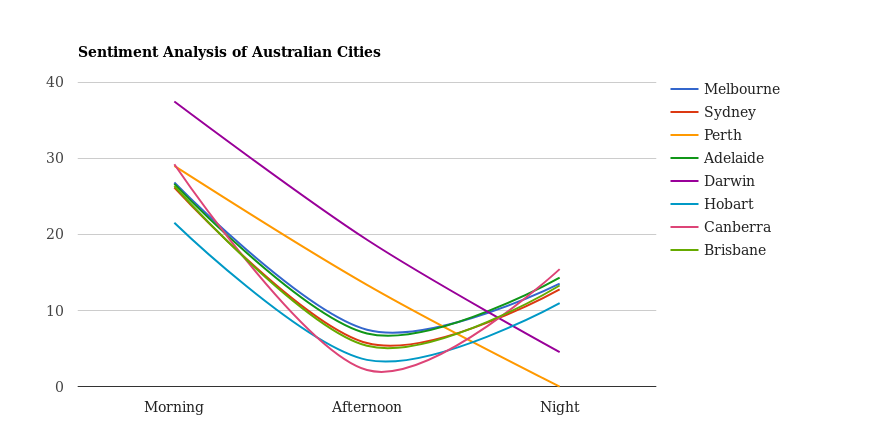 Sentiment Analysis of Australian Cities
40
30
20
10
0
Morning Afternoon Night
Melbourne
Sydney
Perth
Adelaide
Darwin
Hobart
Canberra
Brisbane